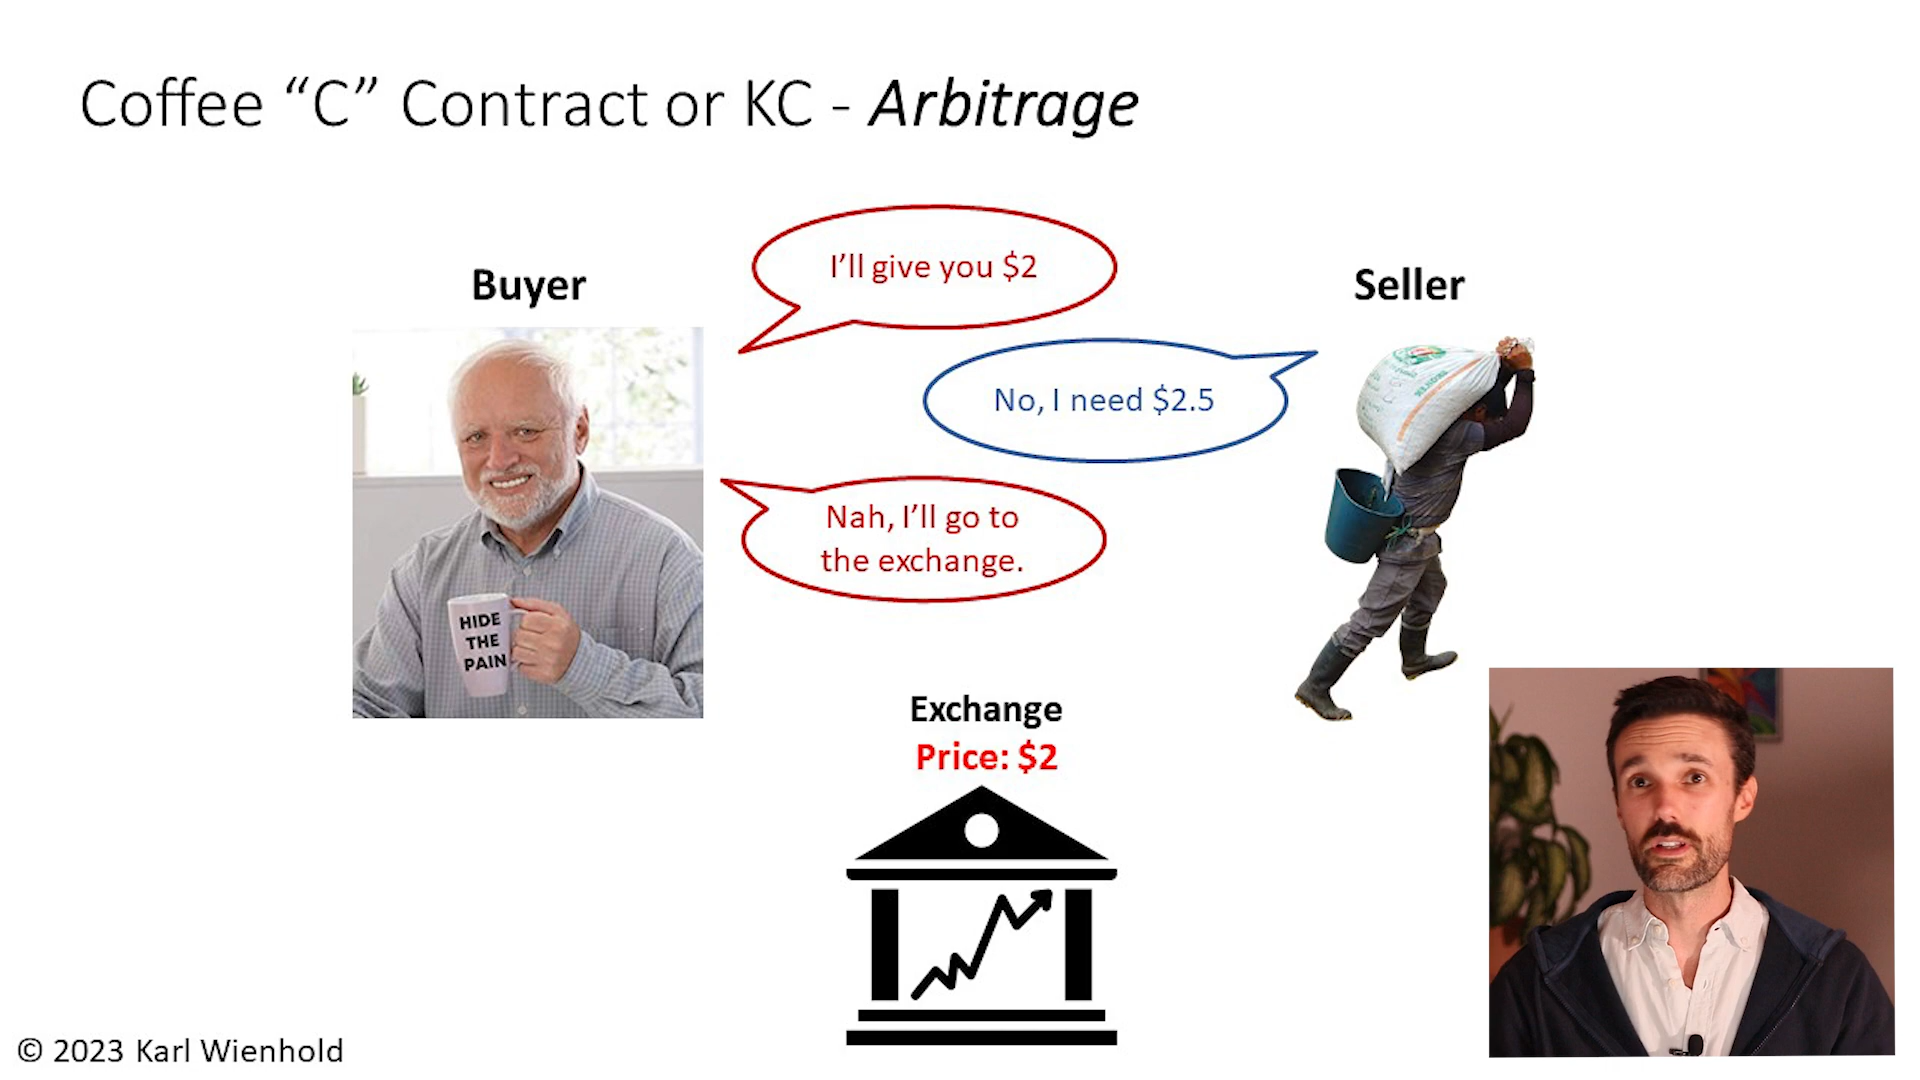 Coffee “C” Contract or KC - Arbitrage
I’ll give you $2
Buyer
Seller
No, I need $2.5
Nah, I’ll go to
the exchange.
HIDE
THE
PAIN
Exchange
Price: $2
© 2023 Karl Wienhold